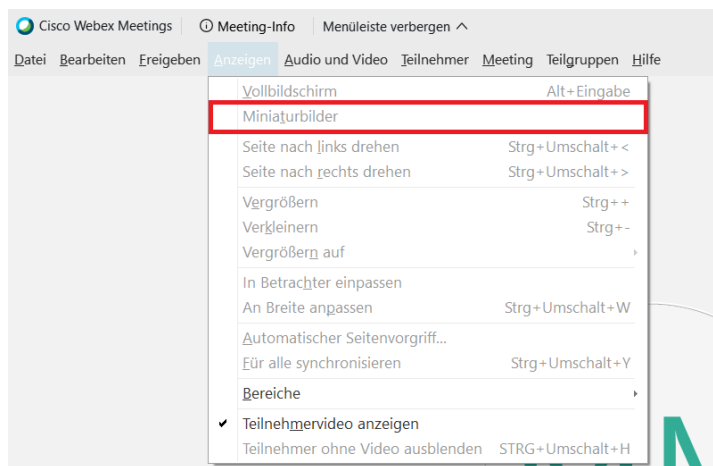 Cisco Webex Meetings Meeting-Info Menüleiste verbergen
Datei Bearbeiten Freigeben Anzeigen Audio und Video Teilnehmer Meeting Teilgruppen Hilfe
Vollbildschirm Alt+Eingabe
Miniaturbilder
Seite nach links drehen Strg+Umschalt+<
Seite nach rechts drehen Strg+Umschalt+>
Vergrößern Strg++
Verkleinern Strg+-
Vergrößern auf
In Betrachter einpassen
An Breite anpassen Strg+Umschalt+W
Automatischer Seitenvorgriff...
Für alle synchronisieren Strg+Umschalt+Y
Bereiche
Teilnehmervideo anzeigen
Teilnehmer ohne Video ausblenden STRG+Umschalt+H